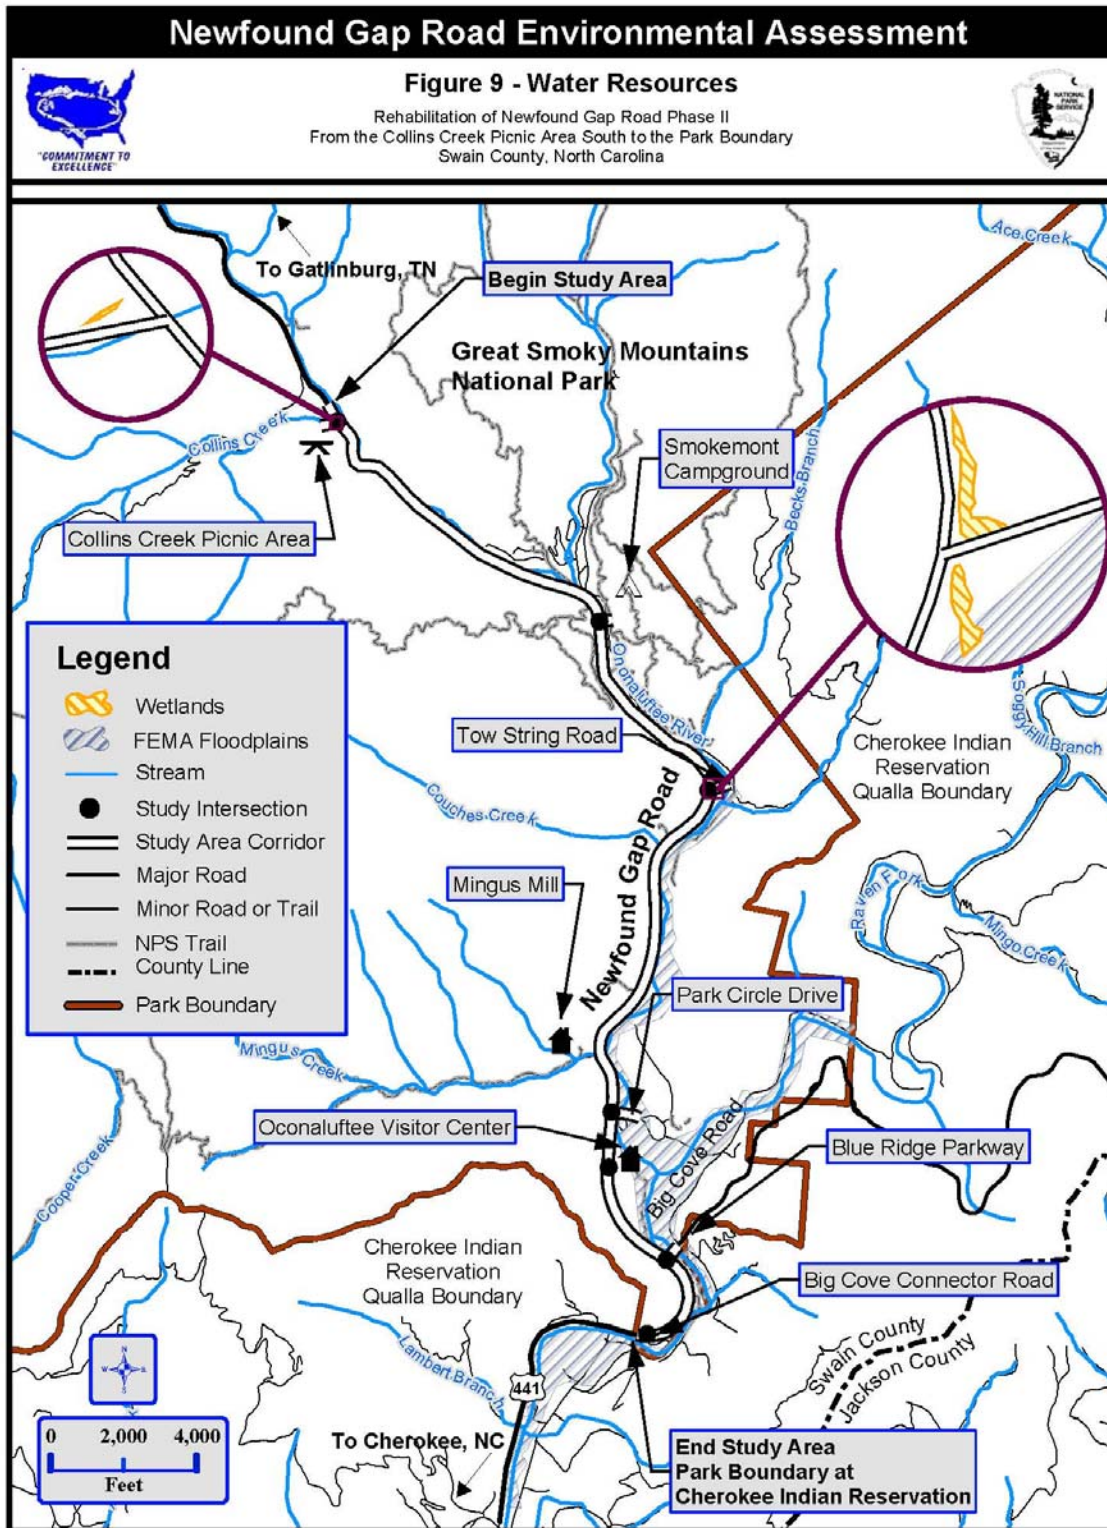 Newfound Gap Road Environmental Assessment
"COMMITMENT TO
EXCELLENCE"
Figure 9 - Water Resources
Rehabilitation of Newfound Gap Road Phase II
From the Collins Creek Picnic Area South to the Park Boundary
Swain County, North Carolina
NATIONAL
PARK
SERVICE
Ace Creek
To Gatlinburg, TN
Begin Study Area
Great Smoky Mountains
National Park
Collins Creek
Smokemont
Campground
Becks Branch
Collins Creek Picnic Area
Legend
Wetlands
FEMA Floodplains
Stream
Study Intersection
Study Area Corridor
Major Road
Minor Road or Trail
NPS Trail
County Line
Park Boundary
Oconaluftee River
Tow String Road
Cherokee Indian
Reservation
Qualla Boundary
Soggy Hill Branch
Couches Creek
Newfound Gap Road
Mingus Mill
Raven Fork
Mingo Creek
Park Circle Drive
Mingus Creek
Oconaluftee Visitor Center
Big Cove Road
Blue Ridge Parkway
Cooper Creek
Cherokee Indian
Reservation
Qualla Boundary
Big Cove Connector Road
Lambert Branch
Swain County
Jackson County
N
W
S
441
0 2,000 4,000
Feet
To Cherokee, NC
End Study Area
Park Boundary at
Cherokee Indian Reservation